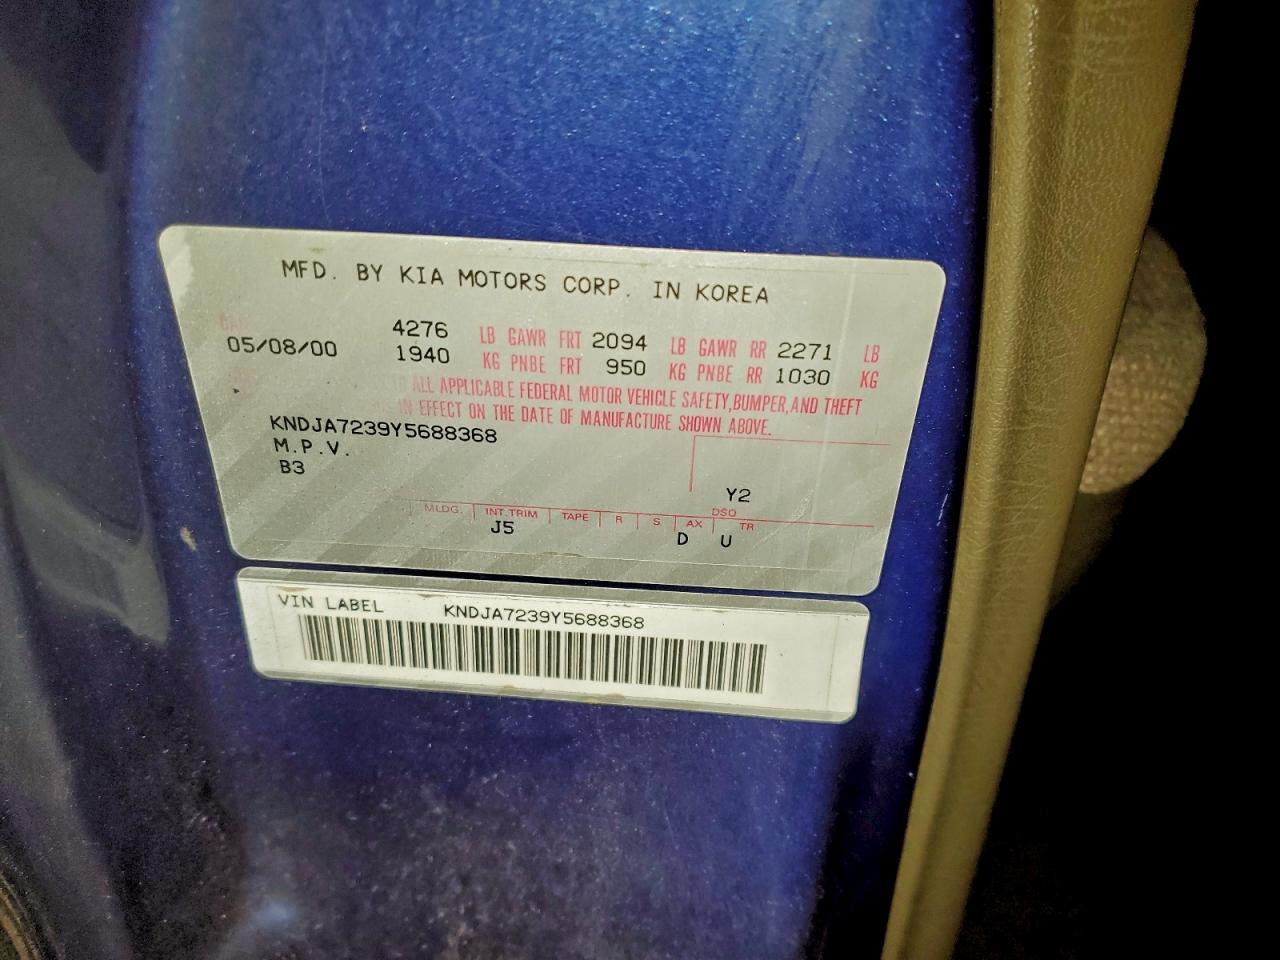 MFD. BY KIA MOTORS CORP. IN KOREA
4276 LB GAWR FRT 2094 LB GAWR RR 2271 LB
05/08/00 1940 KG PNBE FRT 950 KG PNBE RR 1030 KG
ALL APPLICABLE FEDERAL MOTOR VEHICLE SAFETY, BUMPER, AND THEFT
IN EFFECT ON THE DATE OF MANUFACTURE SHOWN ABOVE.
KNDJA7239Y5688368
M.P.V.
B3
Y2
DSO
MLDG. INT.TRIM TAPE R S AX TR
J5 D U
VIN LABEL KNDJA7239Y5688368